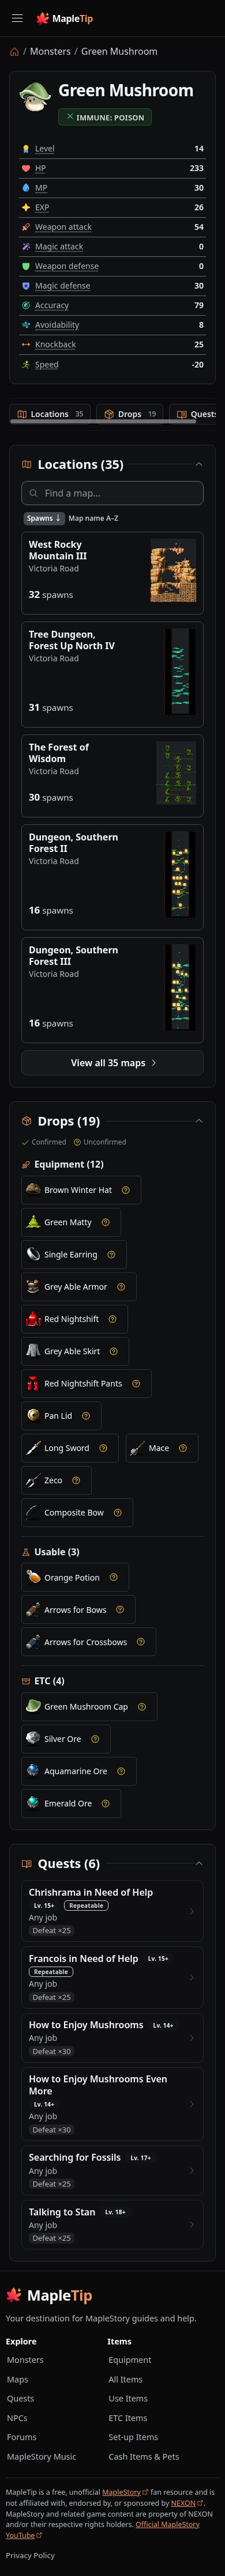 MapleTip
/ Monsters / Green Mushroom
Green Mushroom
IMMUNE: POISON
Level 14
HP 233
MP 30
EXP 26
Weapon attack 54
Magic attack 0
Weapon defense 0
Magic defense 30
Accuracy 79
Avoidability 8
Knockback 25
Speed -20
Locations 35 Drops 19 Quests
Locations (35)
Find a map...
Spawns ↓ Map name A–Z
West Rocky
Mountain III
Victoria Road
32 spawns
Tree Dungeon,
Forest Up North IV
Victoria Road
31 spawns
The Forest of
Wisdom
Victoria Road
30 spawns
Dungeon, Southern
Forest II
Victoria Road
16 spawns
Dungeon, Southern
Forest III
Victoria Road
16 spawns
View all 35 maps
Drops (19)
Confirmed Unconfirmed
Equipment (12)
Brown Winter Hat
Green Matty
Single Earring
Grey Able Armor
Red Nightshift
Grey Able Skirt
Red Nightshift Pants
Pan Lid
Long Sword Mace
Zeco
Composite Bow
Usable (3)
Orange Potion
Arrows for Bows
Arrows for Crossbows
ETC (4)
Green Mushroom Cap
Silver Ore
Aquamarine Ore
Emerald Ore
Quests (6)
Chrishrama in Need of Help
Lv. 15+ Repeatable
Any job
Defeat ×25
Francois in Need of Help Lv. 15+
Repeatable
Any job
Defeat ×25
How to Enjoy Mushrooms Lv. 14+
Any job
Defeat ×30
How to Enjoy Mushrooms Even
More
Lv. 14+
Any job
Defeat ×30
Searching for Fossils Lv. 17+
Any job
Defeat ×25
Talking to Stan Lv. 18+
Any job
Defeat ×25
MapleTip
Your destination for MapleStory guides and help.
Explore Items
Monsters Equipment
Maps All Items
Quests Use Items
NPCs ETC Items
Forums Set-up Items
MapleStory Music Cash Items & Pets
MapleTip is a free, unofficial MapleStory fan resource and is
not affiliated with, endorsed by, or sponsored by NEXON.
MapleStory and related game content are property of NEXON
and/or their respective rights holders. Official MapleStory
YouTube
Privacy Policy